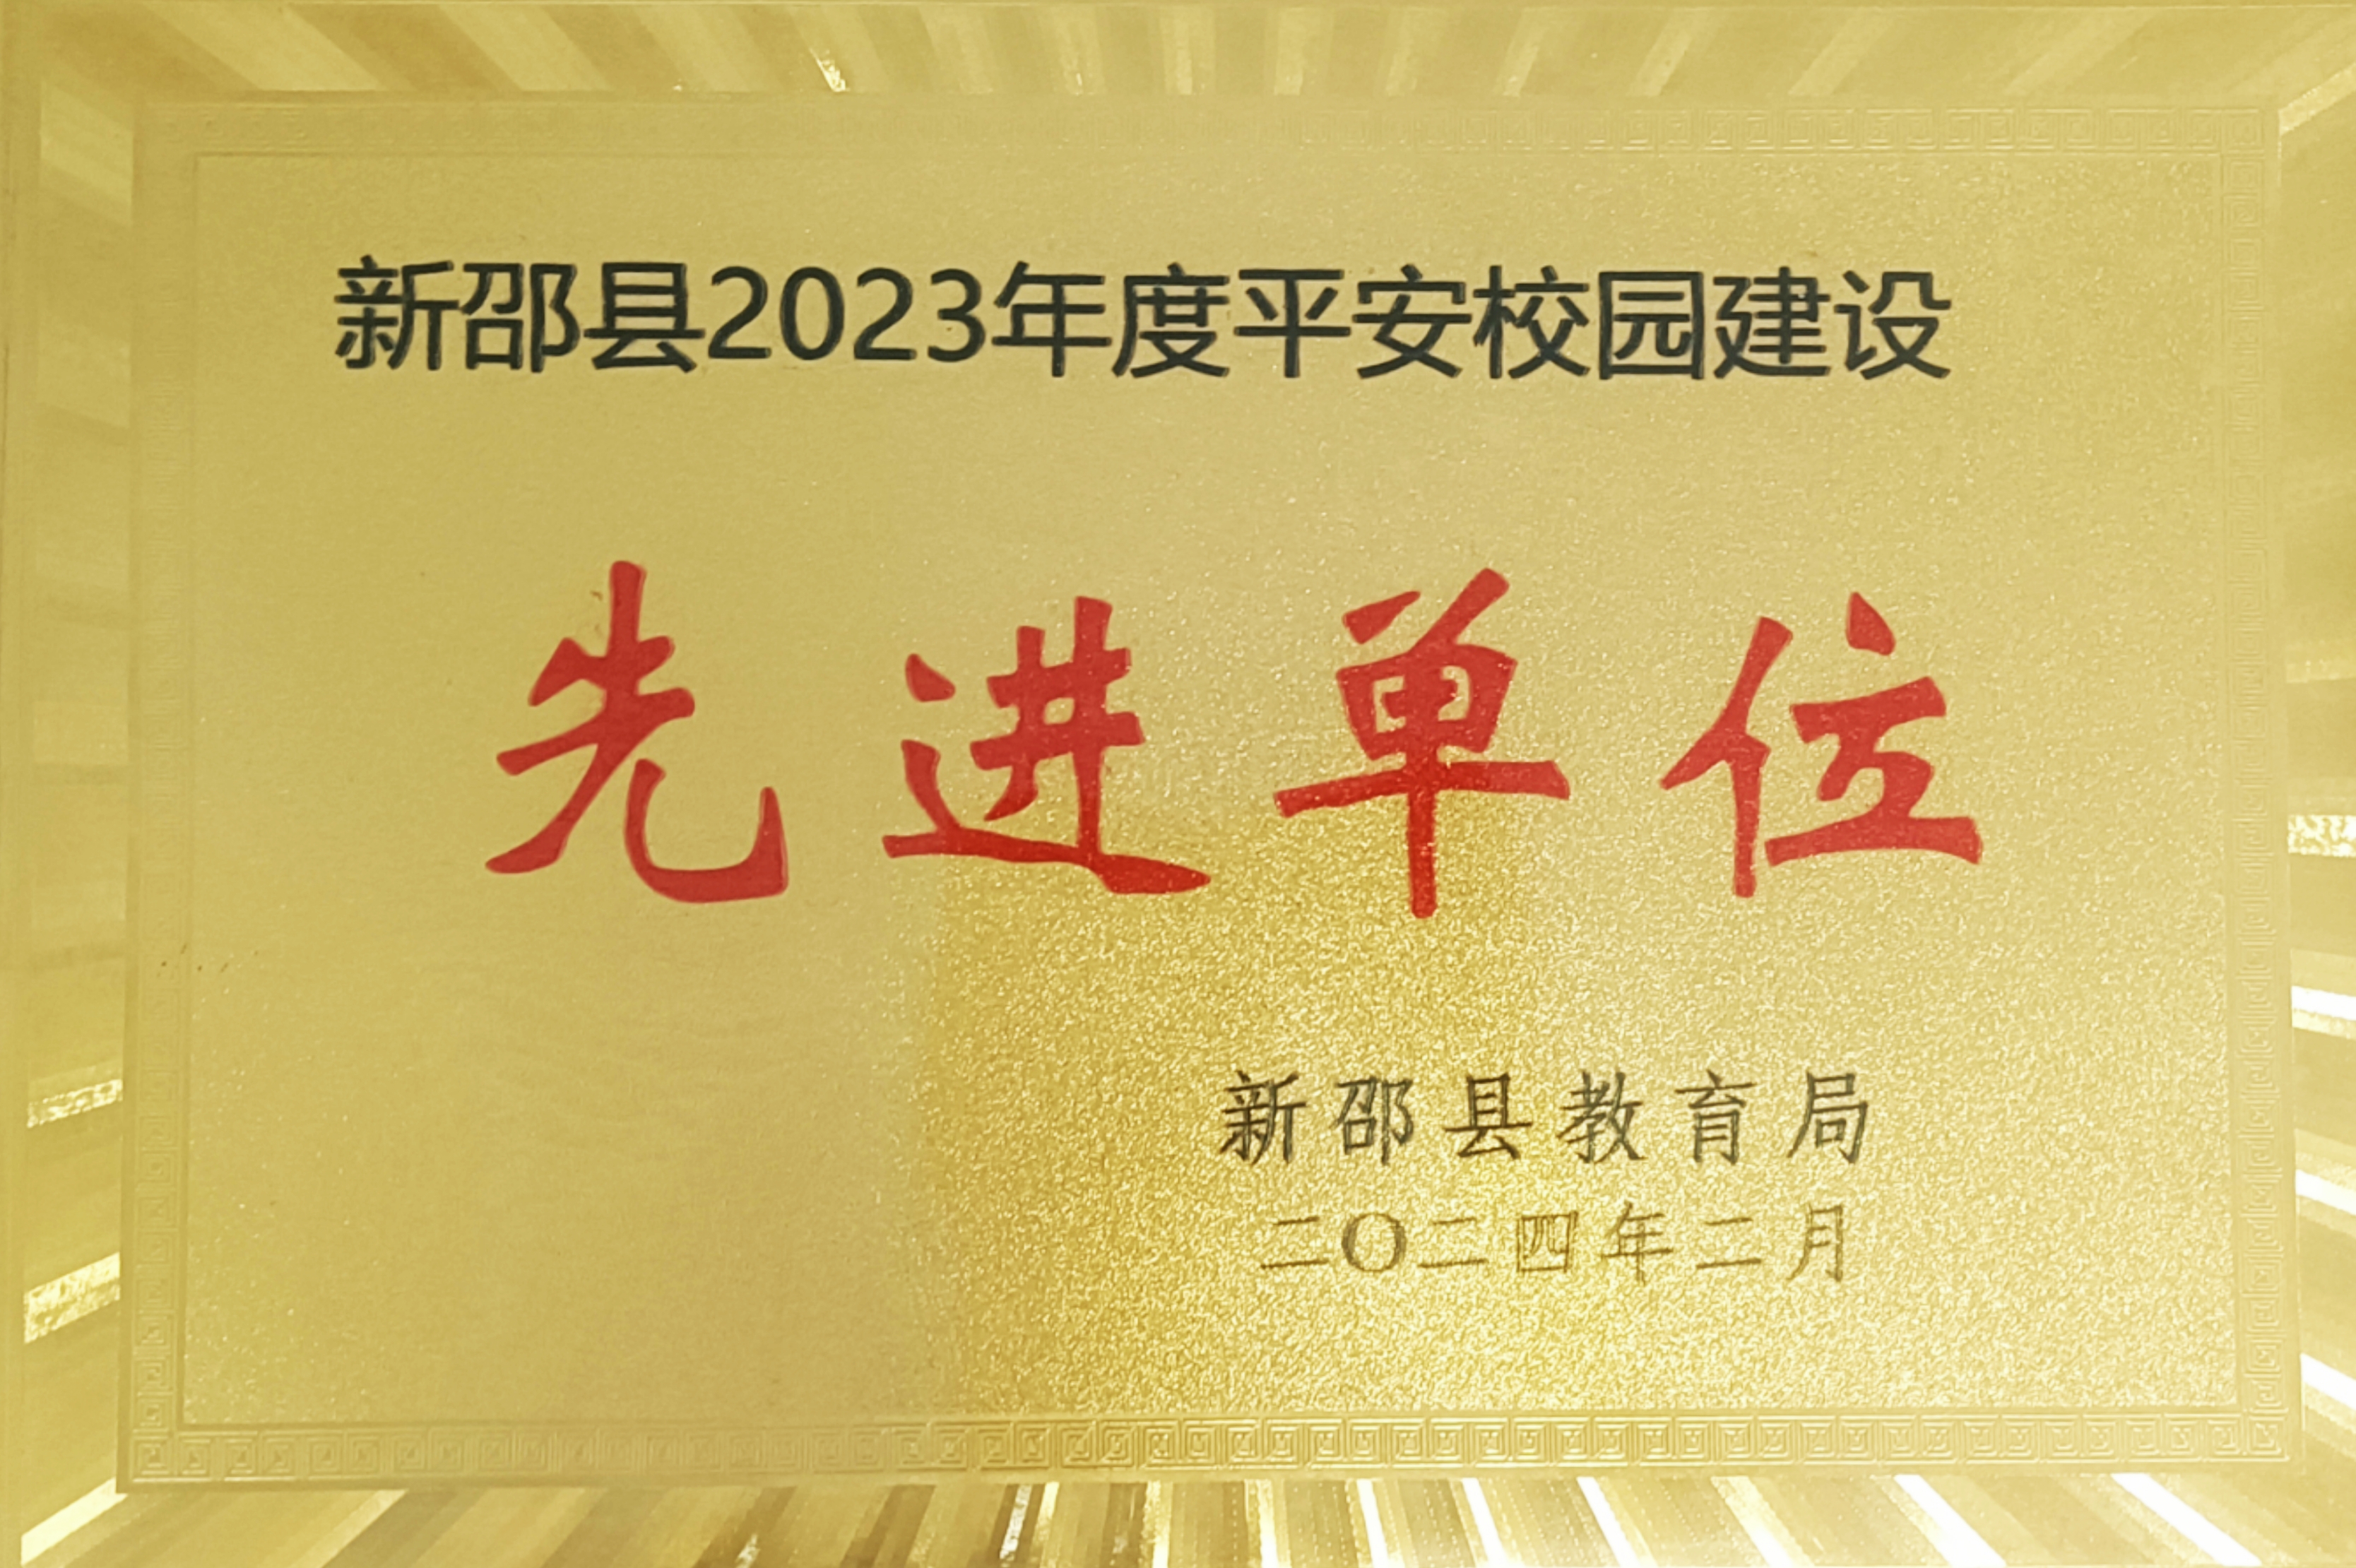 新邵县2023年度平安校园建设
先进单位
新邵县教育局
二〇二四年二月